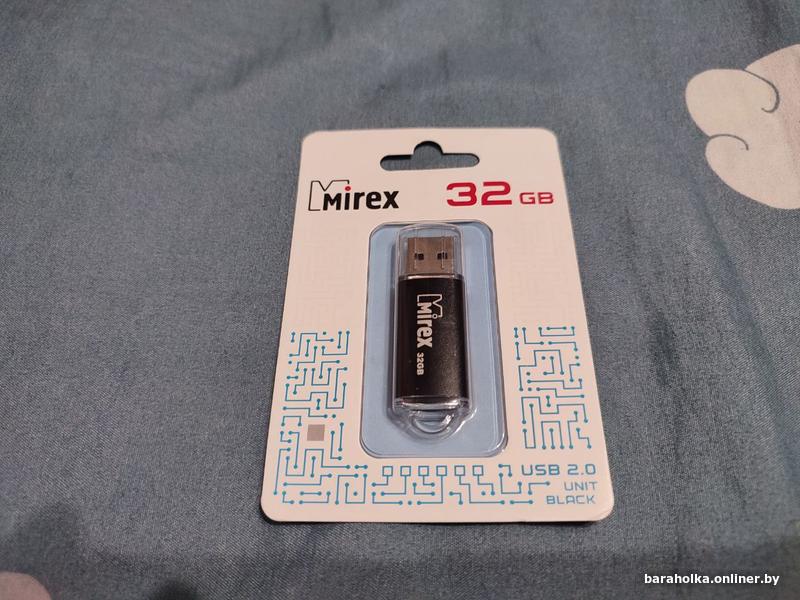 Mirex
32 GB
Mirex 32GB
USB 2.0
UNIT
BLACK
baraholka.onliner.by